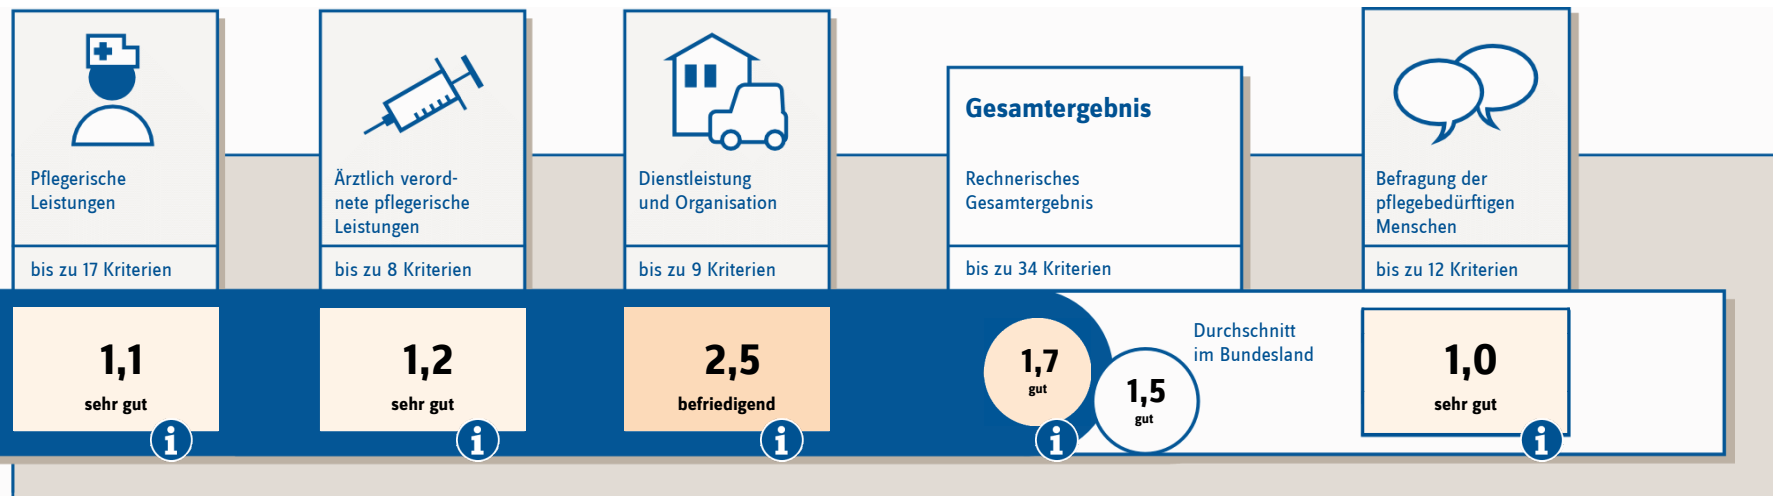 Pflegerische
Leistungen
bis zu 17 Kriterien
1,1
sehr gut
i
Ärztlich verord-
nete pflegerische
Leistungen
bis zu 8 Kriterien
1,2
sehr gut
i
Dienstleistung
und Organisation
bis zu 9 Kriterien
2,5
befriedigend
i
Gesamtergebnis
Rechnerisches
Gesamtergebnis
bis zu 34 Kriterien
1,7
gut
i
1,5
gut
Durchschnitt
im Bundesland
Befragung der
pflegebedürftigen
Menschen
bis zu 12 Kriterien
1,0
sehr gut
i